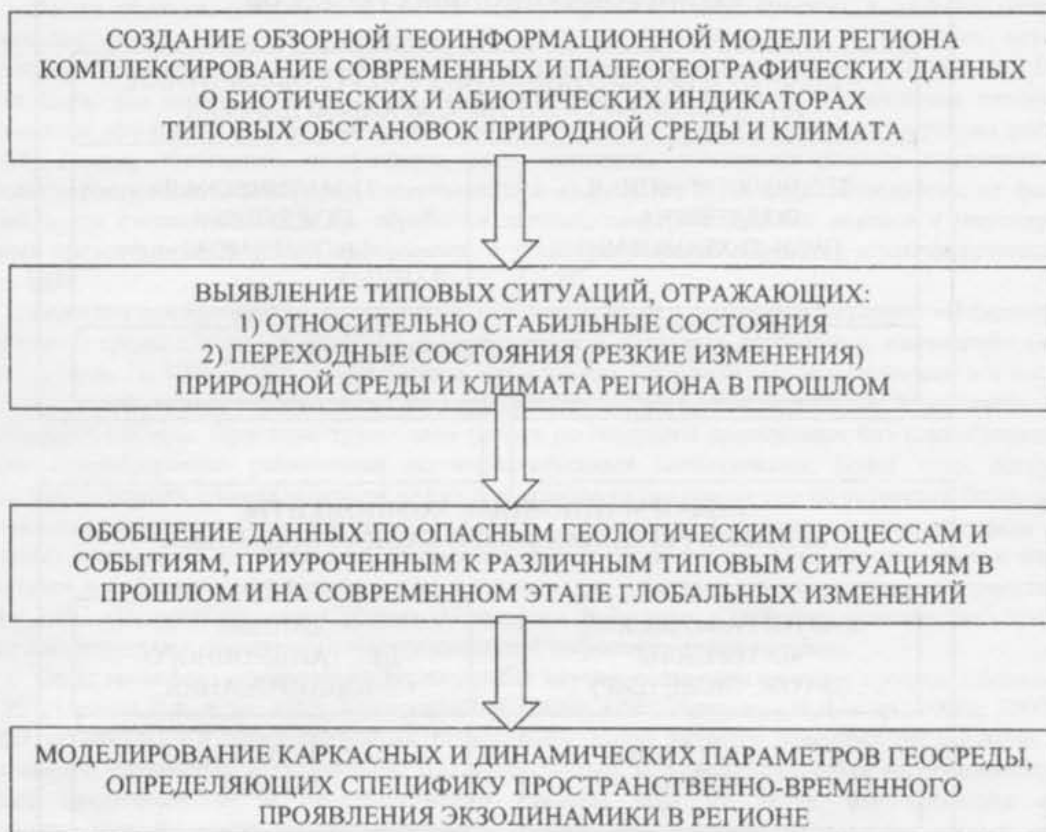 СОЗДАНИЕ ОБЗОРНОЙ ГЕОИНФОРМАЦИОННОЙ МОДЕЛИ РЕГИОНА
КОМПЛЕКСИРОВАНИЕ СОВРЕМЕННЫХ И ПАЛЕОГЕОГРАФИЧЕСКИХ ДАННЫХ
О БИОТИЧЕСКИХ И АБИОТИЧЕСКИХ ИНДИКАТОРАХ
ТИПОВЫХ ОБСТАНОВОК ПРИРОДНОЙ СРЕДЫ И КЛИМАТА
ВЫЯВЛЕНИЕ ТИПОВЫХ СИТУАЦИЙ, ОТРАЖАЮЩИХ:
1) ОТНОСИТЕЛЬНО СТАБИЛЬНЫЕ СОСТОЯНИЯ
2) ПЕРЕХОДНЫЕ СОСТОЯНИЯ (РЕЗКИЕ ИЗМЕНЕНИЯ)
ПРИРОДНОЙ СРЕДЫ И КЛИМАТА РЕГИОНА В ПРОШЛОМ
ОБОБЩЕНИЕ ДАННЫХ ПО ОПАСНЫМ ГЕОЛОГИЧЕСКИМ ПРОЦЕССАМ И
СОБЫТИЯМ, ПРИУРОЧЕННЫМ К РАЗЛИЧНЫМ ТИПОВЫМ СИТУАЦИЯМ В
ПРОШЛОМ И НА СОВРЕМЕННОМ ЭТАПЕ ГЛОБАЛЬНЫХ ИЗМЕНЕНИЙ
МОДЕЛИРОВАНИЕ КАРКАСНЫХ И ДИНАМИЧЕСКИХ ПАРАМЕТРОВ ГЕОСРЕДЫ,
ОПРЕДЕЛЯЮЩИХ СПЕЦИФИКУ ПРОСТРАНСТВЕННО-ВРЕМЕННОГО
ПРОЯВЛЕНИЯ ЭКЗОДИНАМИКИ В РЕГИОНЕ